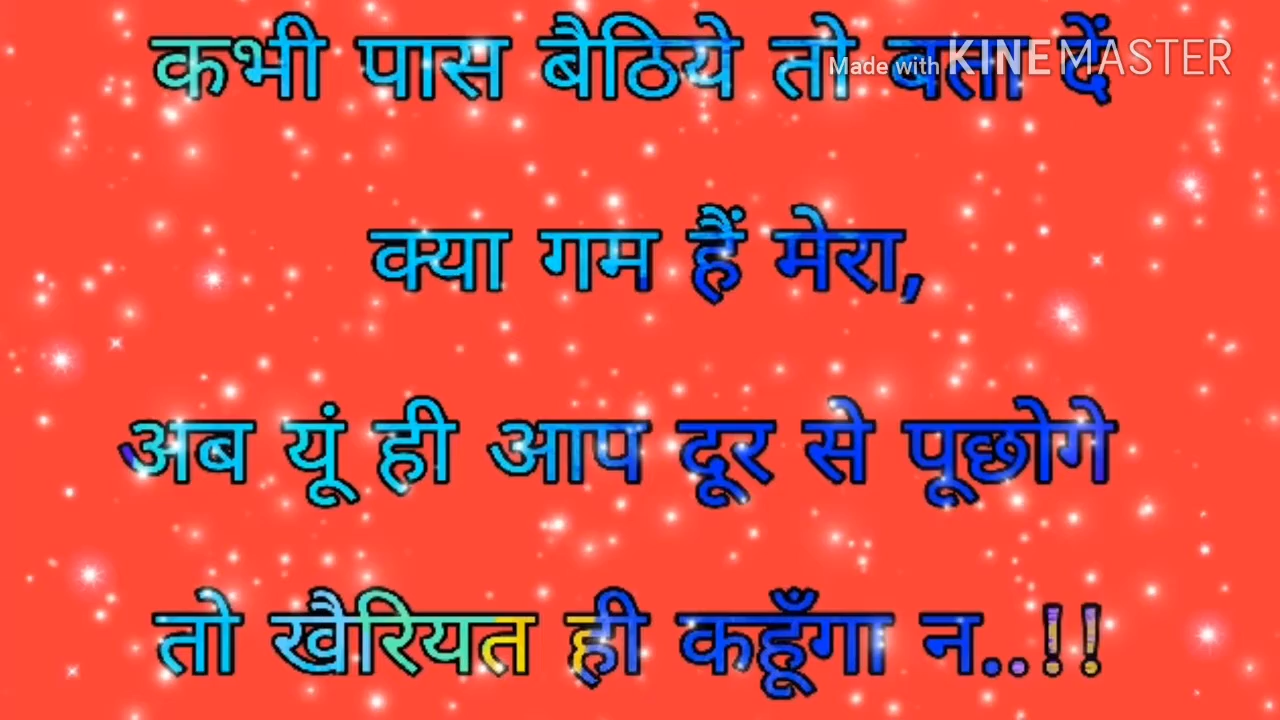 कभी पास बैठिये तो बता दें
Made with KINEMASTER
क्या गम हैं मेरा,
अब यूं ही आप दूर से पूछोगे
तो खैरियत ही कहूँगा न..!!